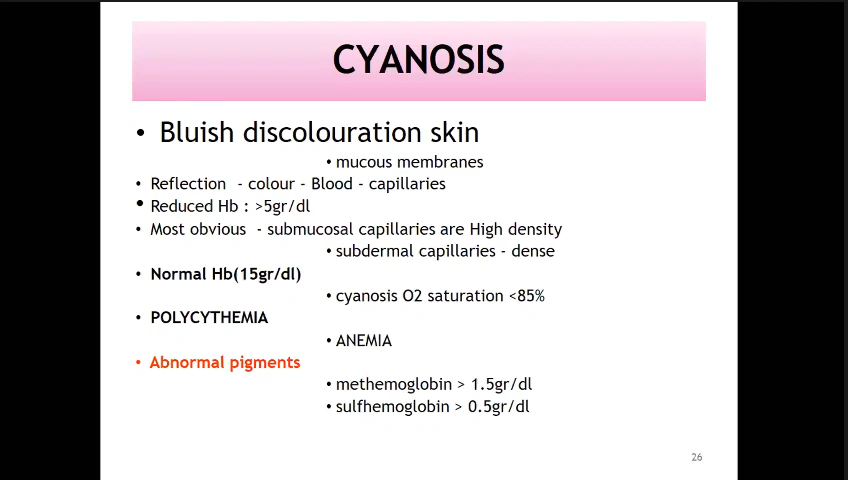 CYANOSIS
• Bluish discolouration skin
• mucous membranes
• Reflection - colour - Blood - capillaries
• Reduced Hb : >5gr/dl
• Most obvious - submucosal capillaries are High density
• subdermal capillaries - dense
• Normal Hb(15gr/dl)
• cyanosis O2 saturation <85%
• POLYCYTHEMIA
• ANEMIA
• Abnormal pigments
• methemoglobin > 1.5gr/dl
• sulfhemoglobin > 0.5gr/dl
26